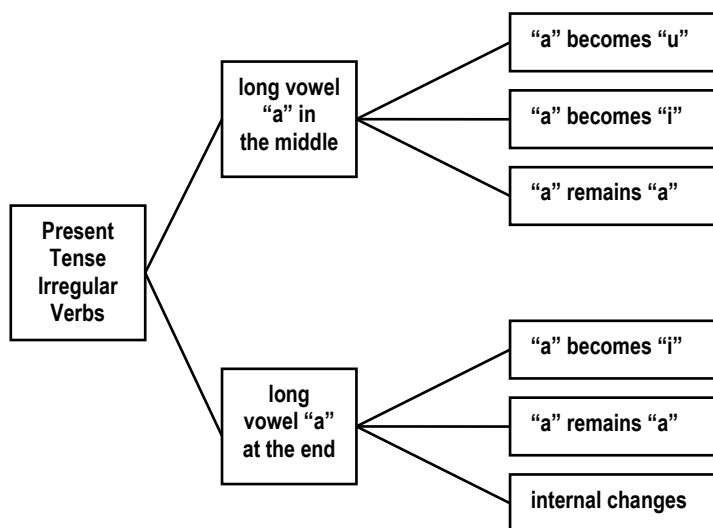 Present
Tense
Irregular
Verbs
long vowel
“a” in
the middle
“a” becomes “u”
“a” becomes “i”
“a” remains “a”
long
vowel “a”
at the end
“a” becomes “i”
“a” remains “a”
internal changes